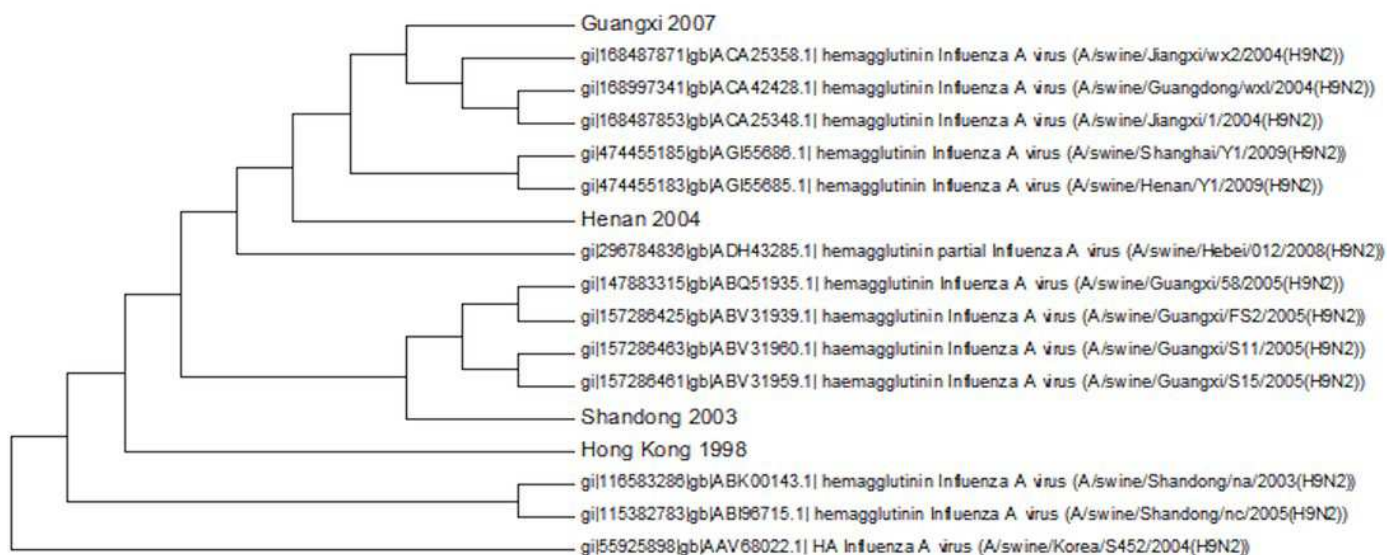 Guangxi 2007
gi|168487871|gb|ACA25358.1| hemagglutinin Influenza A virus (A/swine/Jiangxi/wx2/2004(H9N2))
gi|168997341|gb|ACA42428.1| hemagglutinin Influenza A virus (A/swine/Guangdong/wxl/2004(H9N2))
gi|168487853|gb|ACA25348.1| hemagglutinin Influenza A virus (A/swine/Jiangxi/1/2004(H9N2))
gi|474455185|gb|AGI55686.1| hemagglutinin Influenza A virus (A/swine/Shanghai/Y1/2009(H9N2))
gi|474455183|gb|AGI55685.1| hemagglutinin Influenza A virus (A/swine/Henan/Y1/2009(H9N2))
Henan 2004
gi|296784836|gb|ADH43285.1| hemagglutinin partial Influenza A virus (A/swine/Hebei/012/2008(H9N2))
gi|147883315|gb|ABQ51935.1| hemagglutinin Influenza A virus (A/swine/Guangxi/58/2005(H9N2))
gi|157286425|gb|ABV31939.1| haemagglutinin Influenza A virus (A/swine/Guangxi/FS2/2005(H9N2))
gi|157286463|gb|ABV31960.1| haemagglutinin Influenza A virus (A/swine/Guangxi/S11/2005(H9N2))
gi|157286461|gb|ABV31959.1| haemagglutinin Influenza A virus (A/swine/Guangxi/S15/2005(H9N2))
Shandong 2003
Hong Kong 1998
gi|116583286|gb|ABK00143.1| hemagglutinin Influenza A virus (A/swine/Shandong/na/2003(H9N2))
gi|115382783|gb|ABI96715.1| hemagglutinin Influenza A virus (A/swine/Shandong/nc/2005(H9N2))
gi|55925898|gb|AAV68022.1| HA Influenza A virus (A/swine/Korea/S452/2004(H9N2))